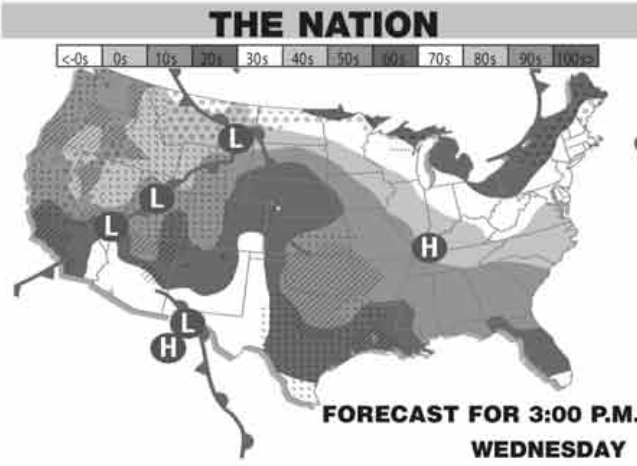 THE NATION
<-0s 0s 10s 20s 30s 40s 50s 60s 70s 80s 90s 100s>
L
L
L
H
L
H
FORECAST FOR 3:00 P.M.
WEDNESDAY